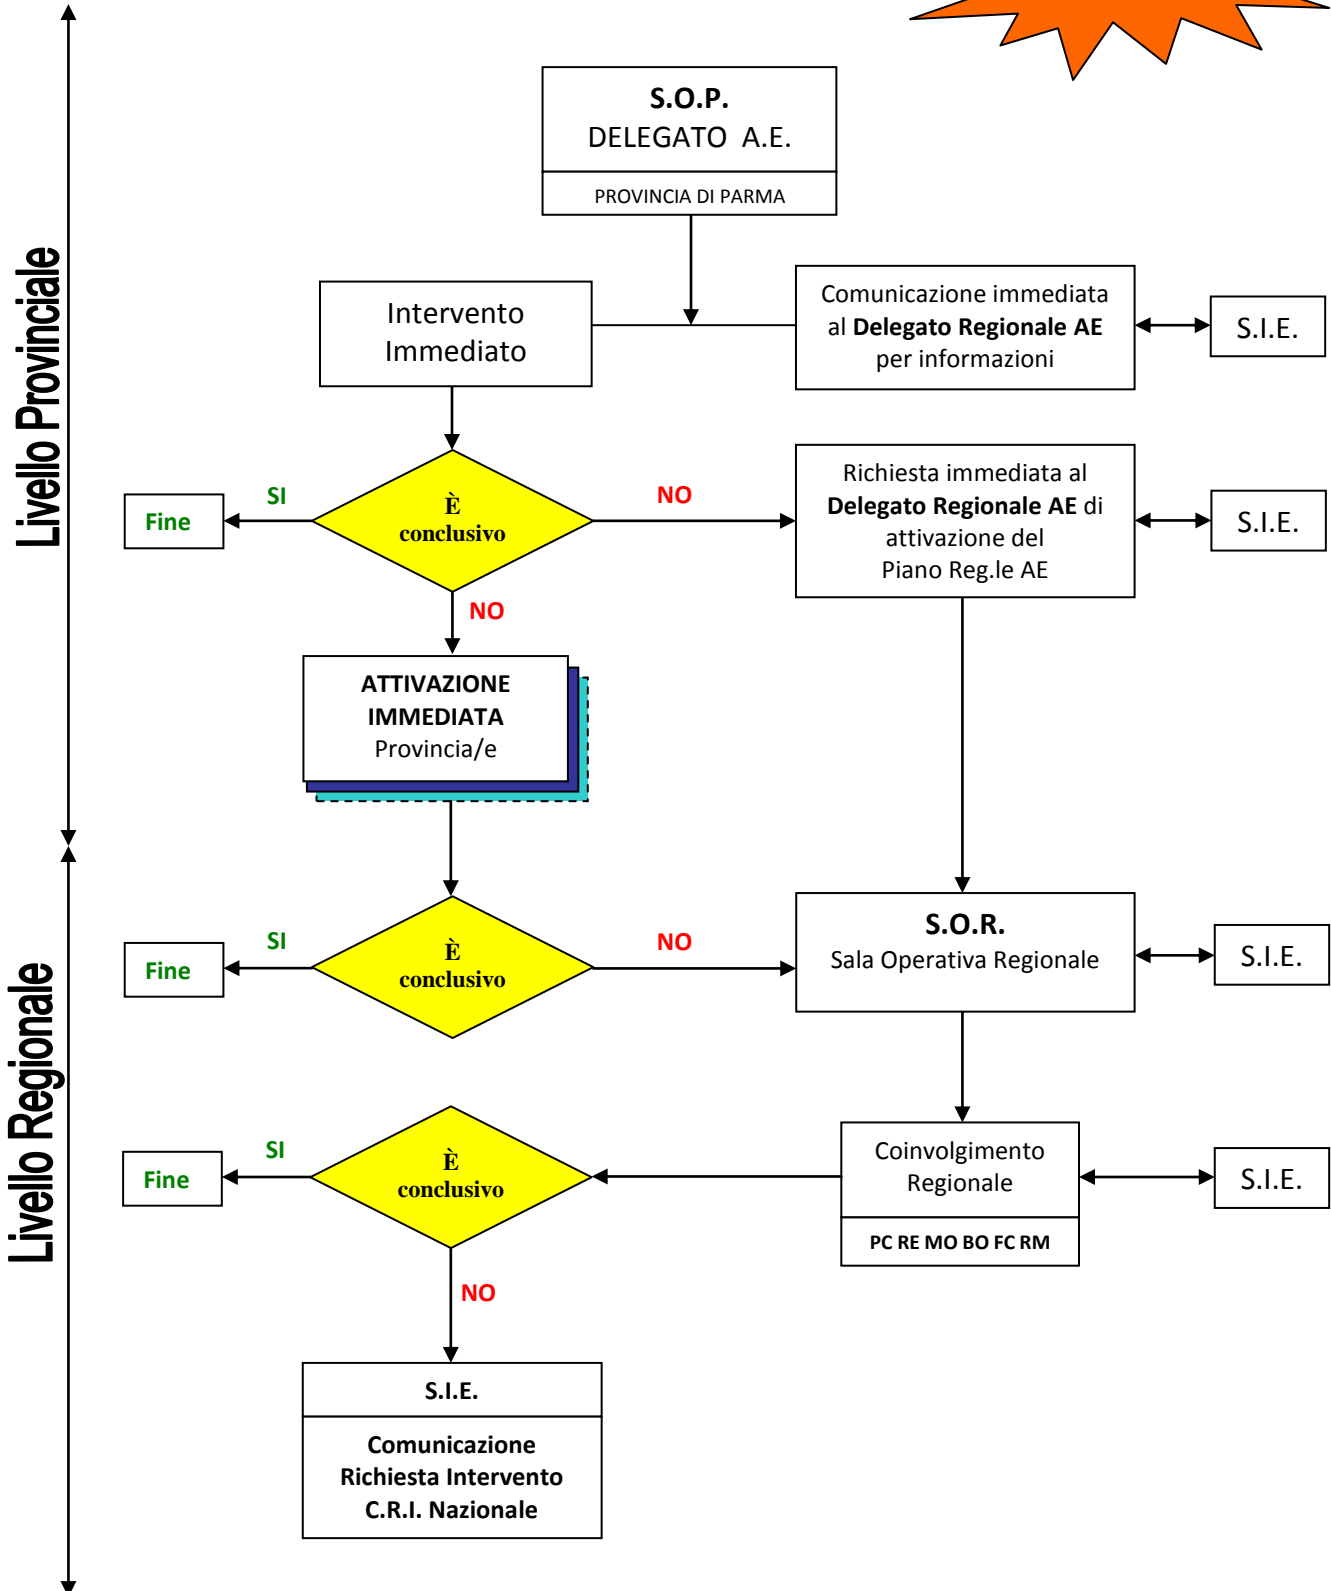 S.O.P.
DELEGATO A.E.
PROVINCIA DI PARMA
Livello Provinciale
Intervento
Immediato
Comunicazione immediata
al Delegato Regionale AE
per informazioni
S.I.E.
È
conclusivo
SI
Fine
NO
Richiesta immediata al
Delegato Regionale AE di
attivazione del
Piano Reg.le AE
S.I.E.
NO
ATTIVAZIONE
IMMEDIATA
Provincia/e
Livello Regionale
È
conclusivo
SI
Fine
NO
S.O.R.
Sala Operativa Regionale
S.I.E.
Coinvolgimento
Regionale
PC RE MO BO FC RM
S.I.E.
È
conclusivo
SI
Fine
NO
S.I.E.
Comunicazione
Richiesta Intervento
C.R.I. Nazionale